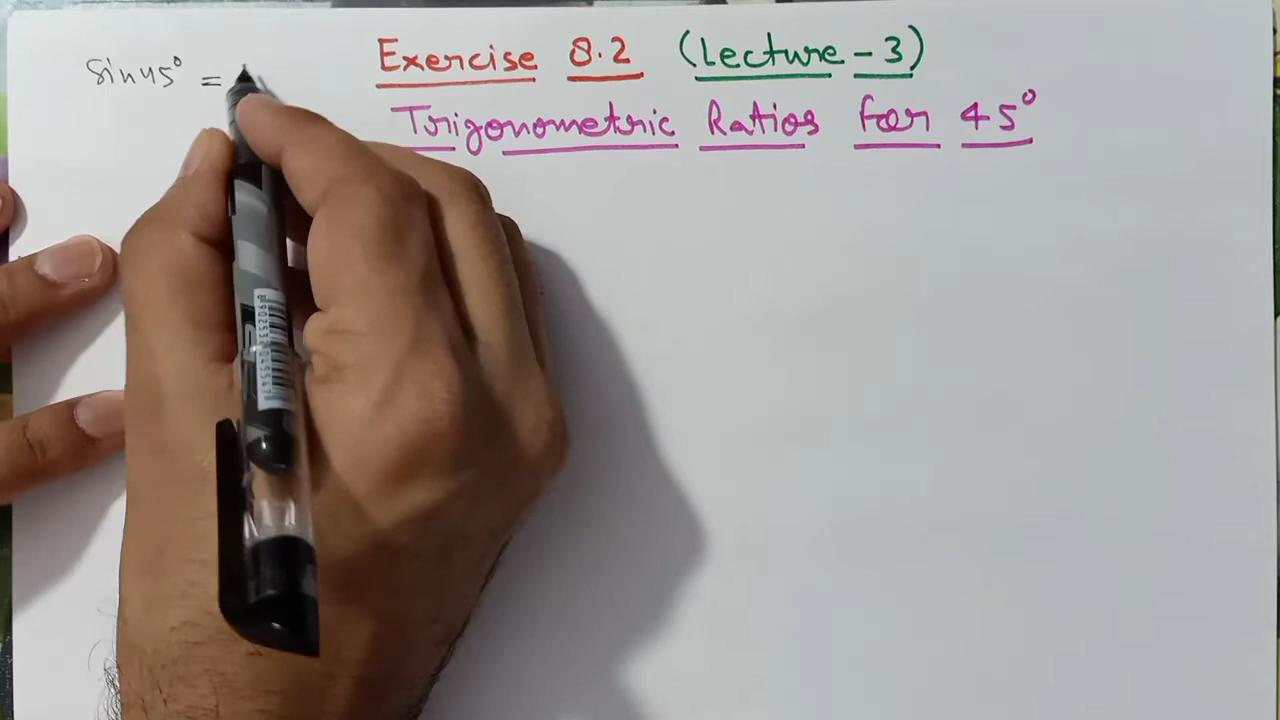 Exercise 8.2 (Lecture - 3)
Sin45° =
Trigonometric Ratios for 45°